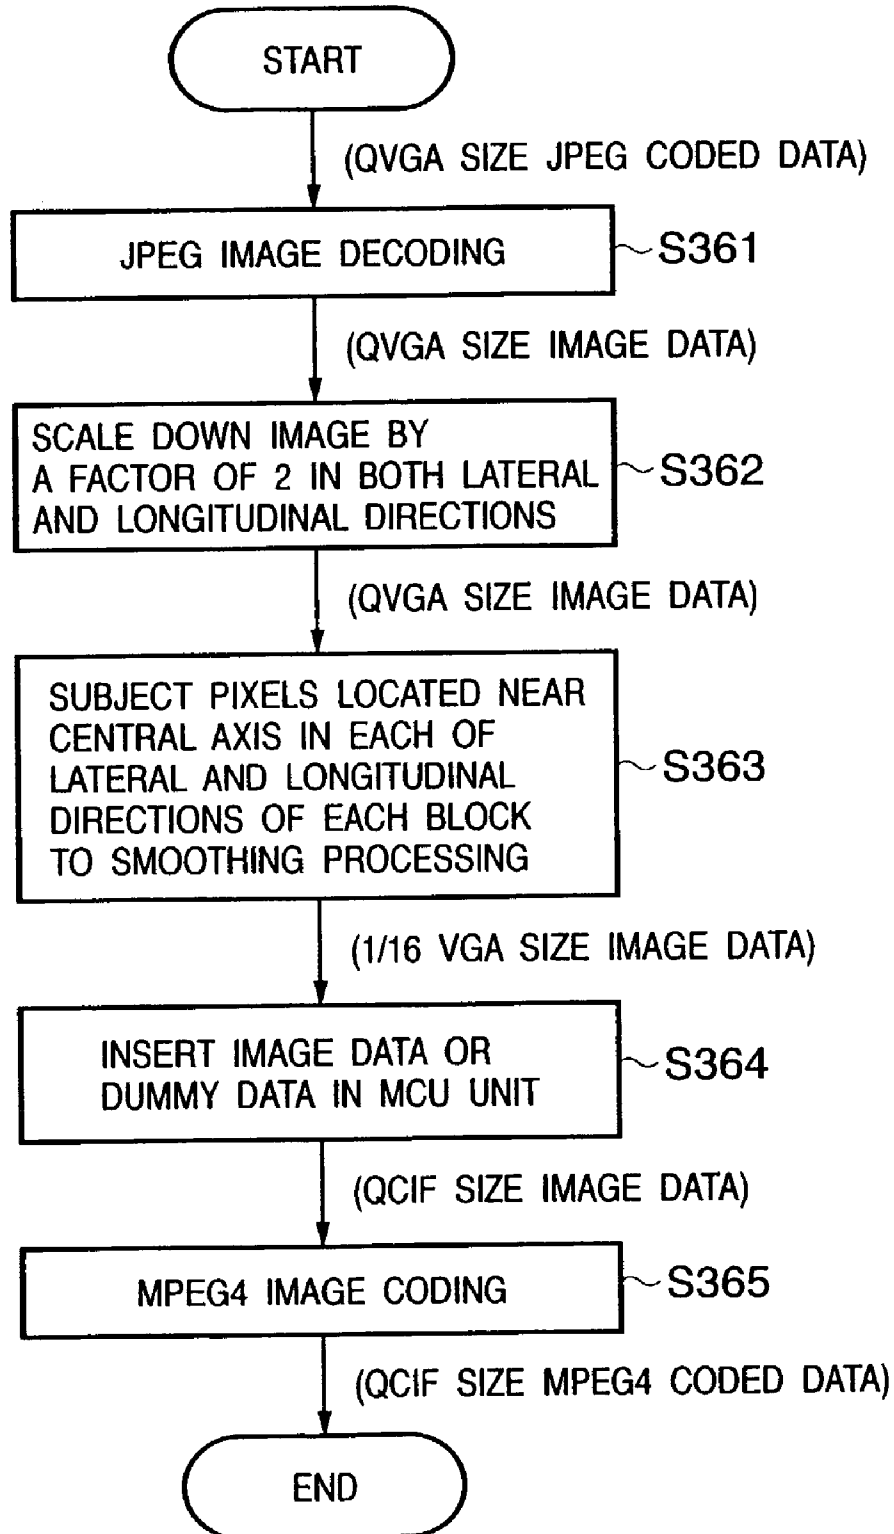 START
(QVGA SIZE JPEG CODED DATA)
JPEG IMAGE DECODING
S361
(QVGA SIZE IMAGE DATA)
SCALE DOWN IMAGE BY
A FACTOR OF 2 IN BOTH LATERAL
AND LONGITUDINAL DIRECTIONS
S362
(QVGA SIZE IMAGE DATA)
SUBJECT PIXELS LOCATED NEAR
CENTRAL AXIS IN EACH OF
LATERAL AND LONGITUDINAL
DIRECTIONS OF EACH BLOCK
TO SMOOTHING PROCESSING
S363
(1/16 VGA SIZE IMAGE DATA)
INSERT IMAGE DATA OR
DUMMY DATA IN MCU UNIT
S364
(QCIF SIZE IMAGE DATA)
MPEG4 IMAGE CODING
S365
(QCIF SIZE MPEG4 CODED DATA)
END